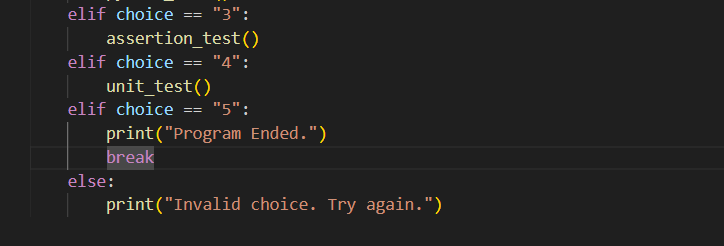 elif choice == "3":
assertion_test()
elif choice == "4":
unit_test()
elif choice == "5":
print("Program Ended.")
break
else:
print("Invalid choice. Try again.")